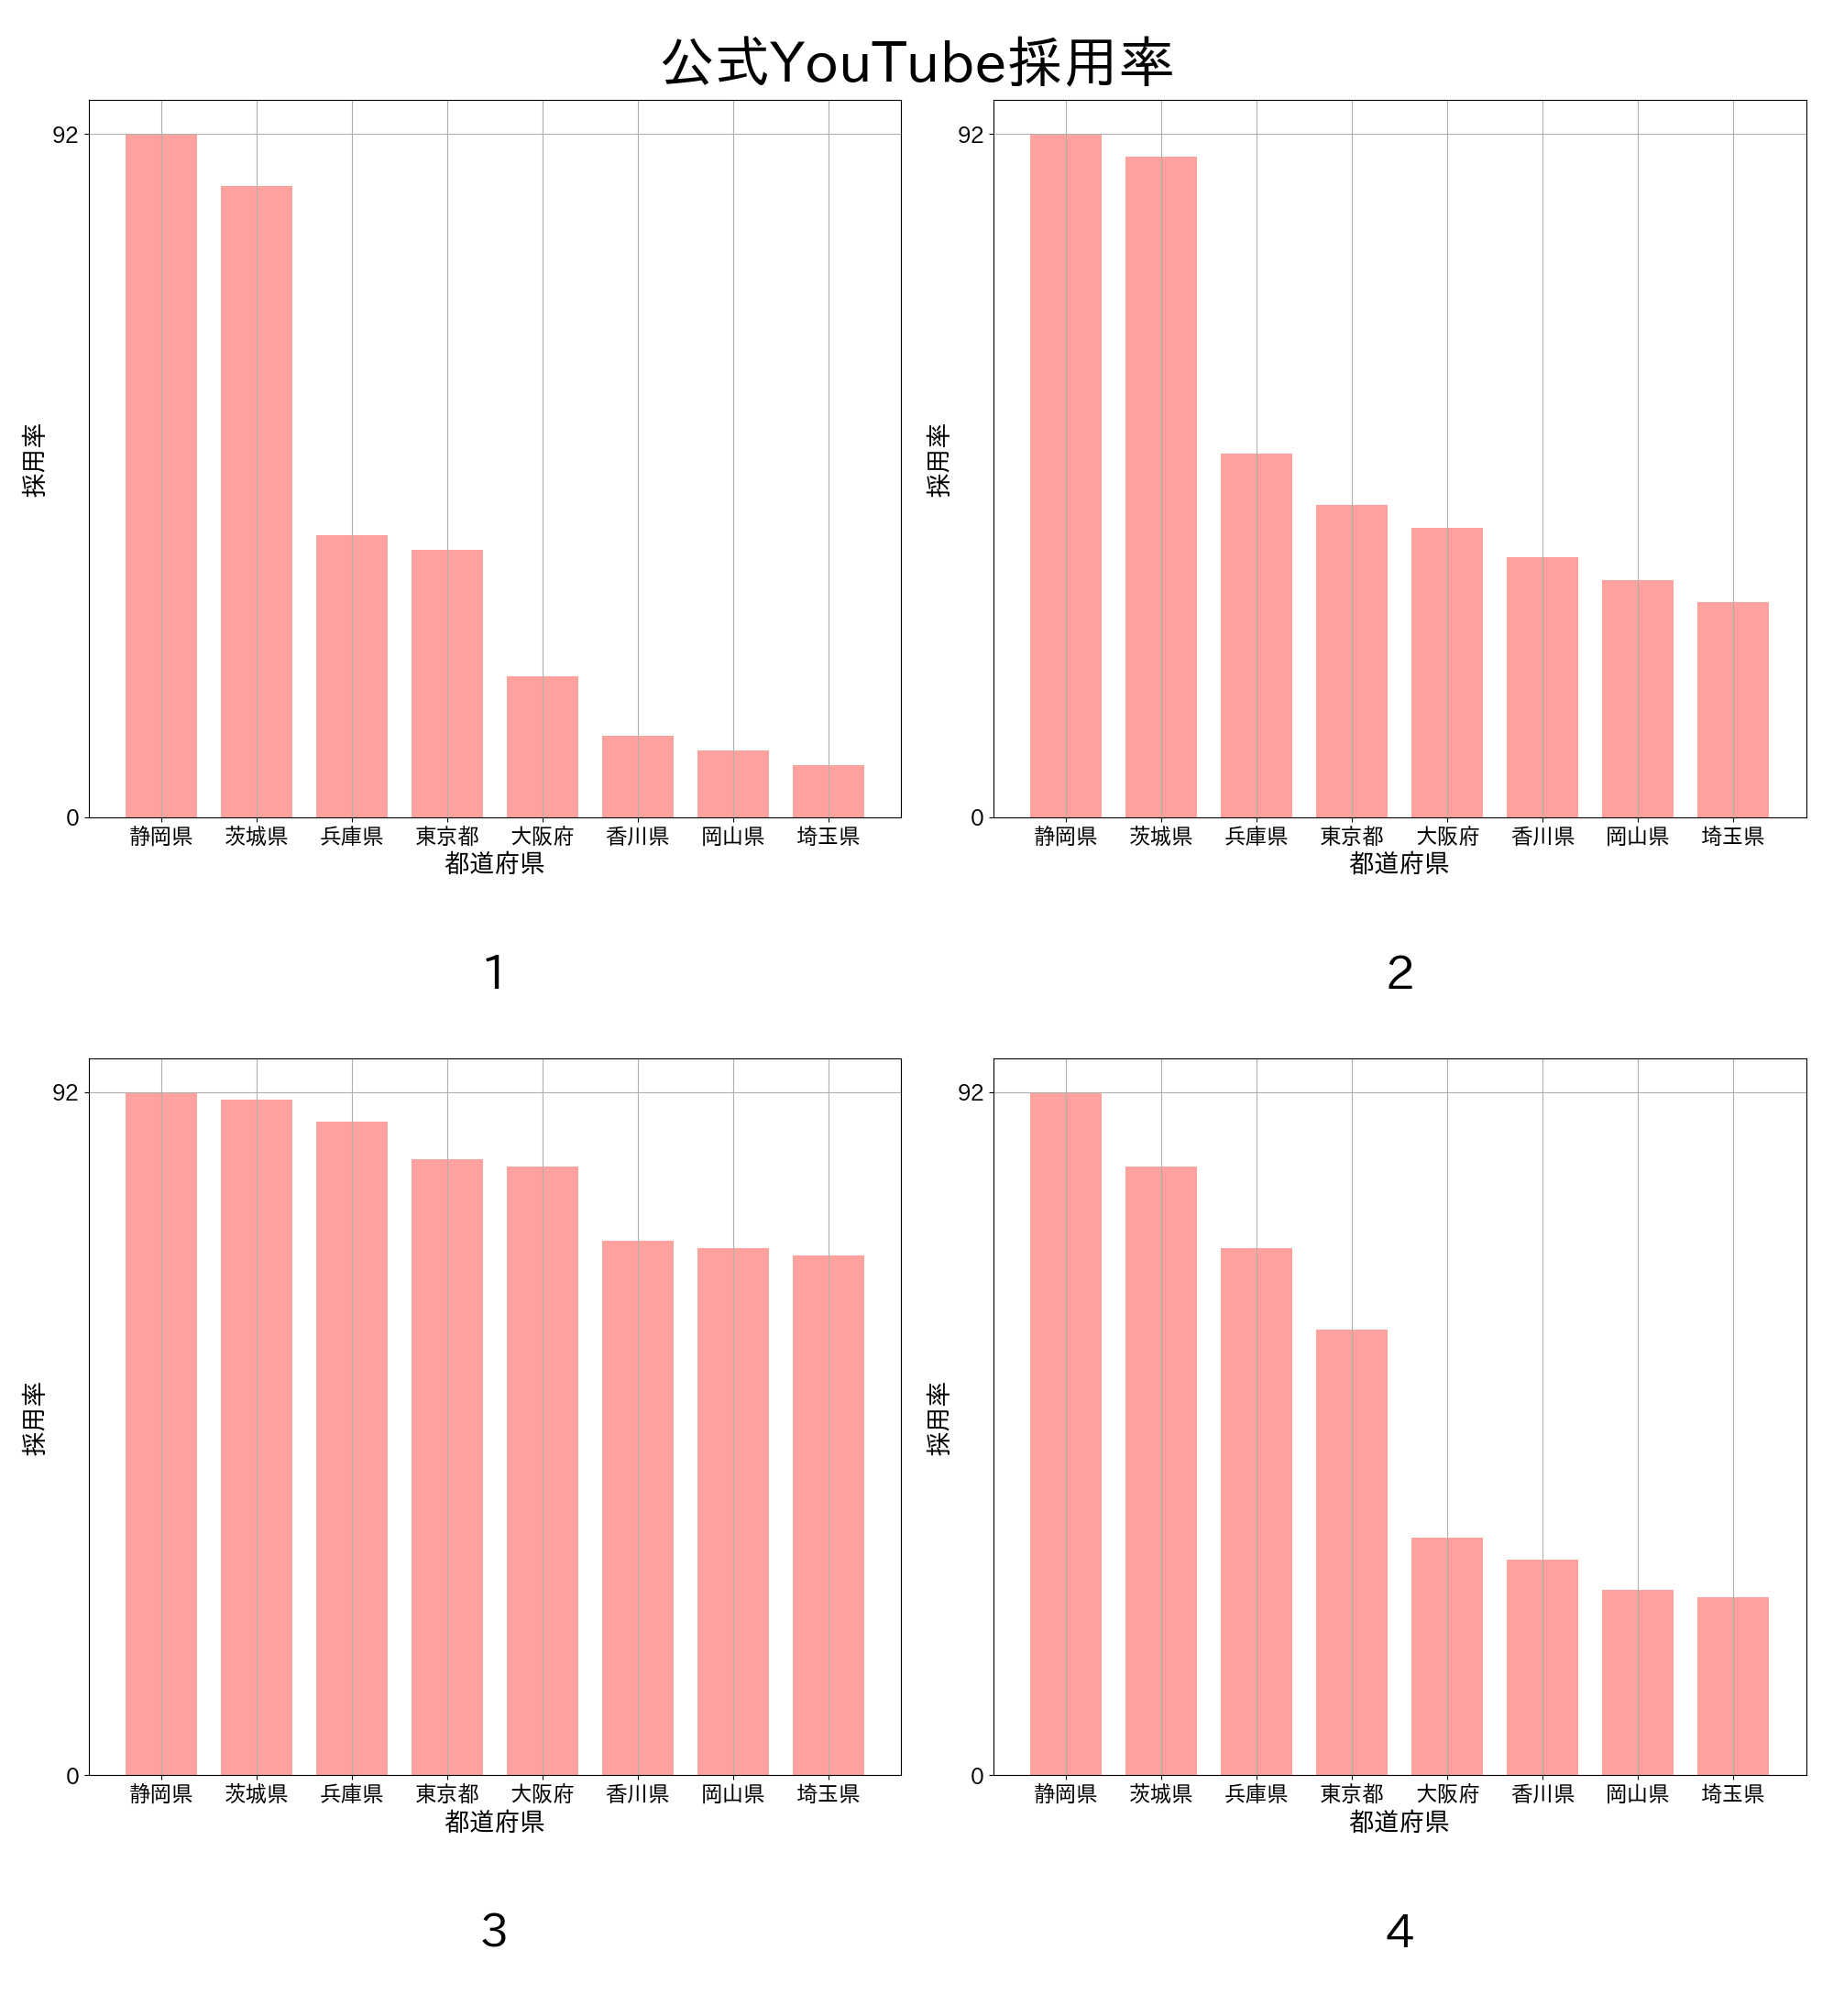 公式YouTube採用率
92
0
採用率
静岡県 茨城県 兵庫県 東京都 大阪府 香川県 岡山県 埼玉県
都道府県
1
92
0
採用率
静岡県 茨城県 兵庫県 東京都 大阪府 香川県 岡山県 埼玉県
都道府県
2
92
0
採用率
静岡県 茨城県 兵庫県 東京都 大阪府 香川県 岡山県 埼玉県
都道府県
3
92
0
採用率
静岡県 茨城県 兵庫県 東京都 大阪府 香川県 岡山県 埼玉県
都道府県
4